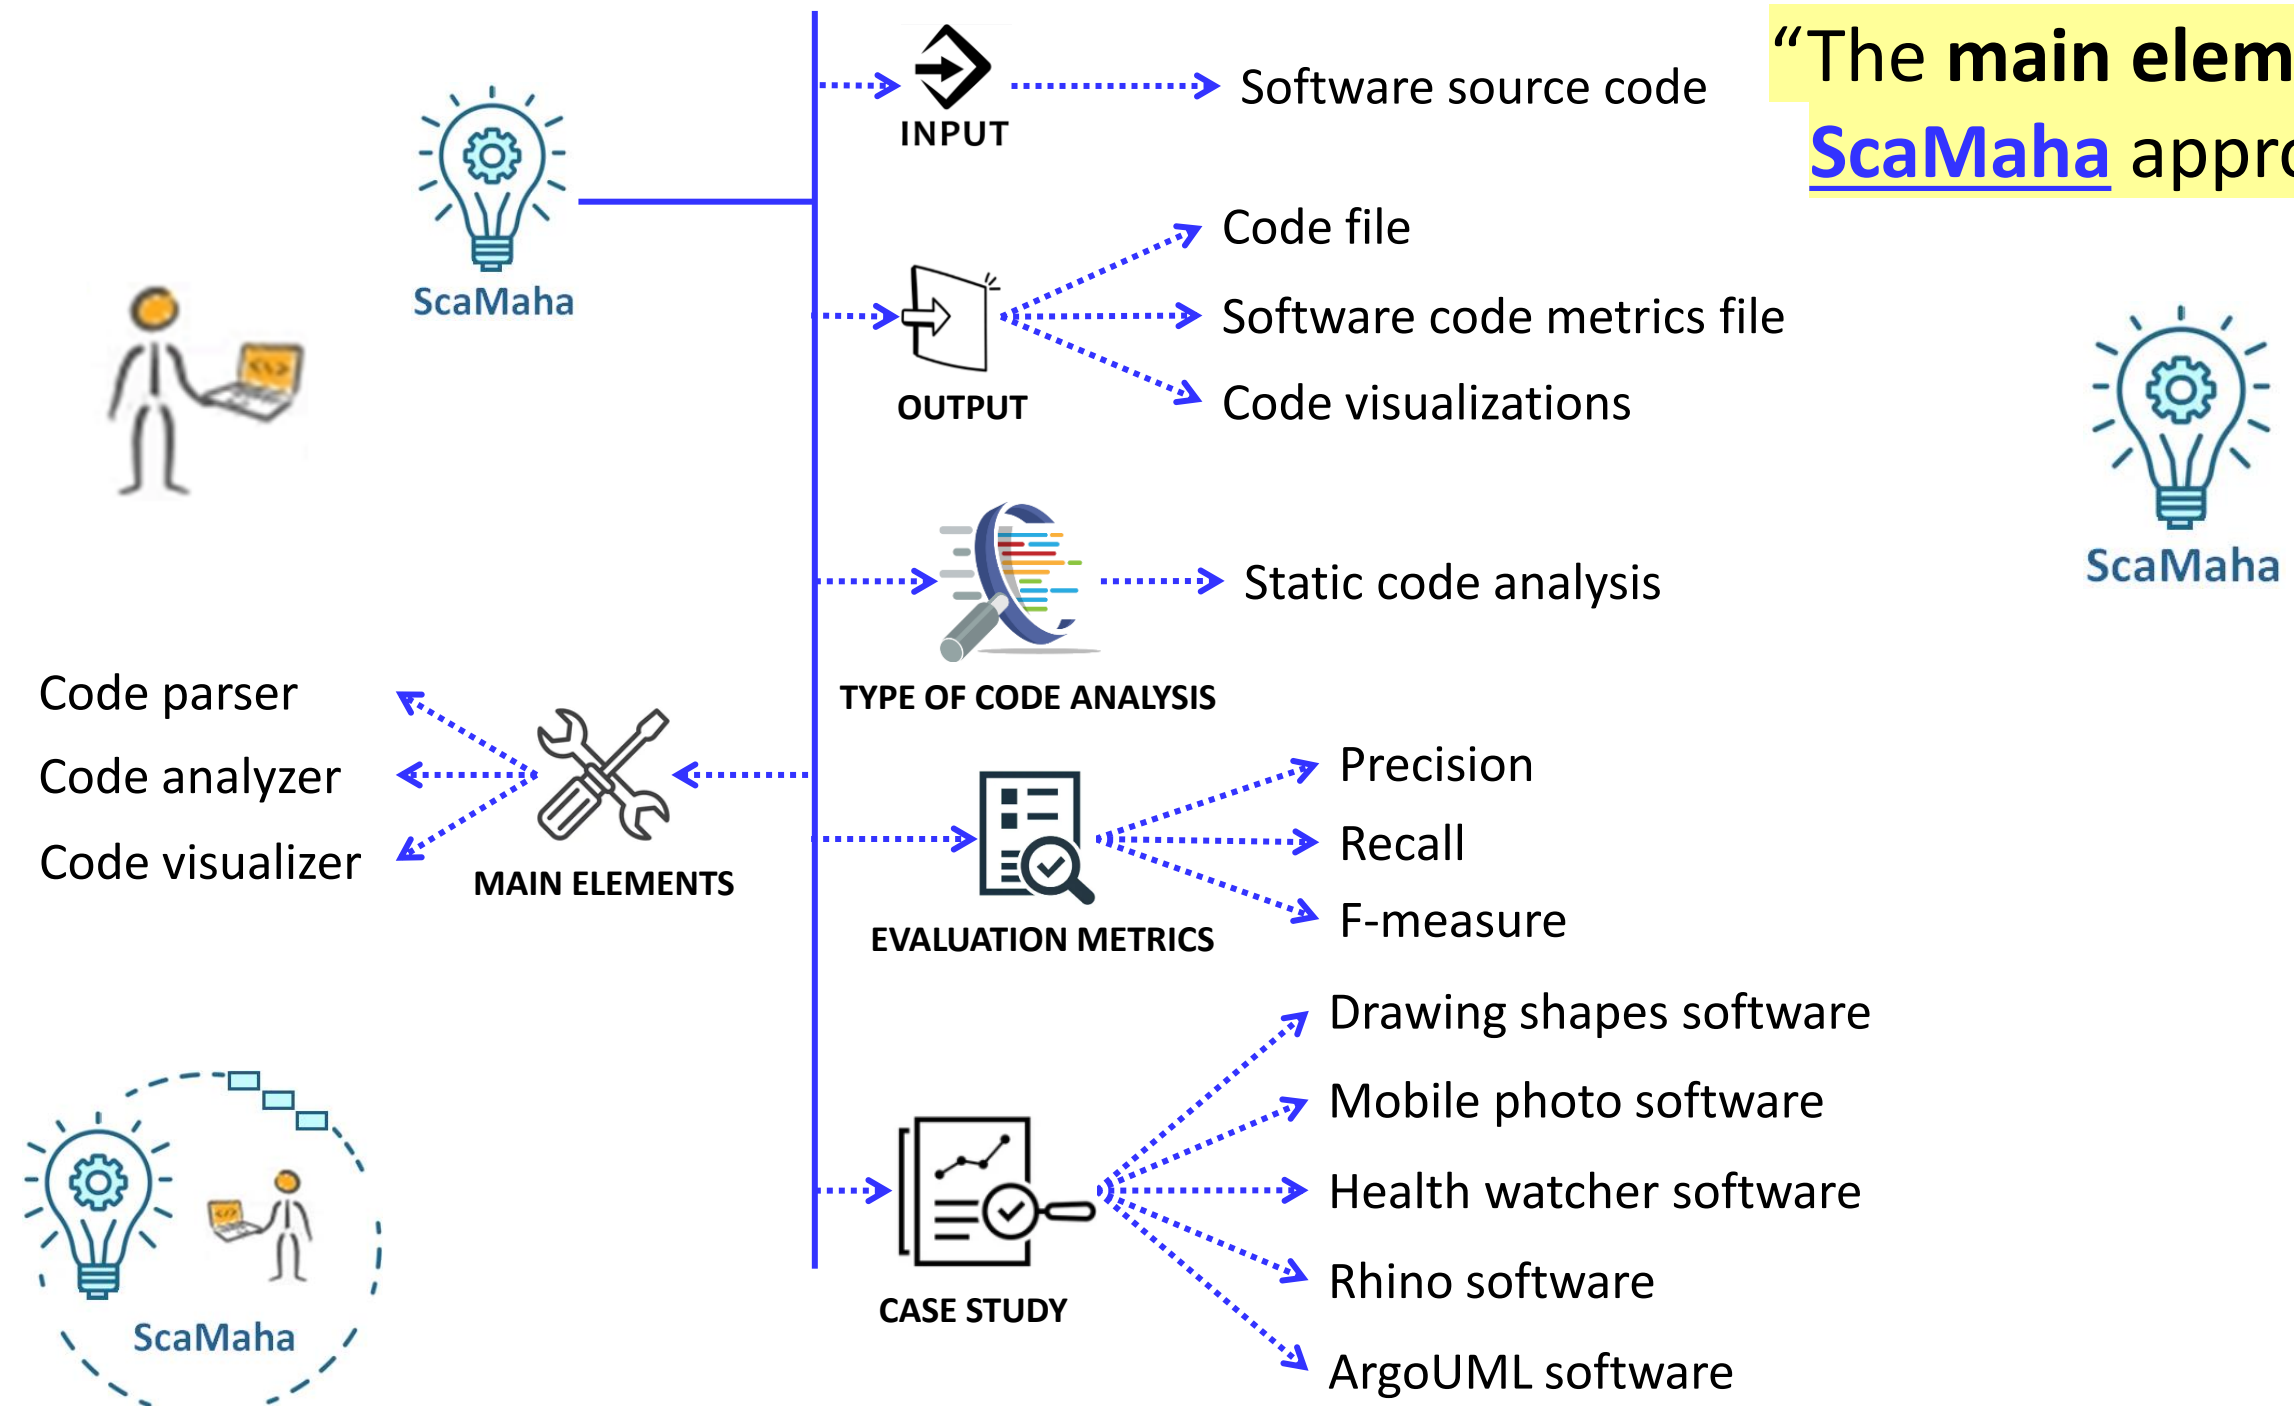 “The main elem
ScaMaha appro
ScaMaha
INPUT
Software source code
OUTPUT
Code file
Software code metrics file
Code visualizations
ScaMaha
TYPE OF CODE ANALYSIS
Static code analysis
MAIN ELEMENTS
Code parser
Code analyzer
Code visualizer
EVALUATION METRICS
Precision
Recall
F-measure
CASE STUDY
Drawing shapes software
Mobile photo software
Health watcher software
Rhino software
ArgoUML software
ScaMaha